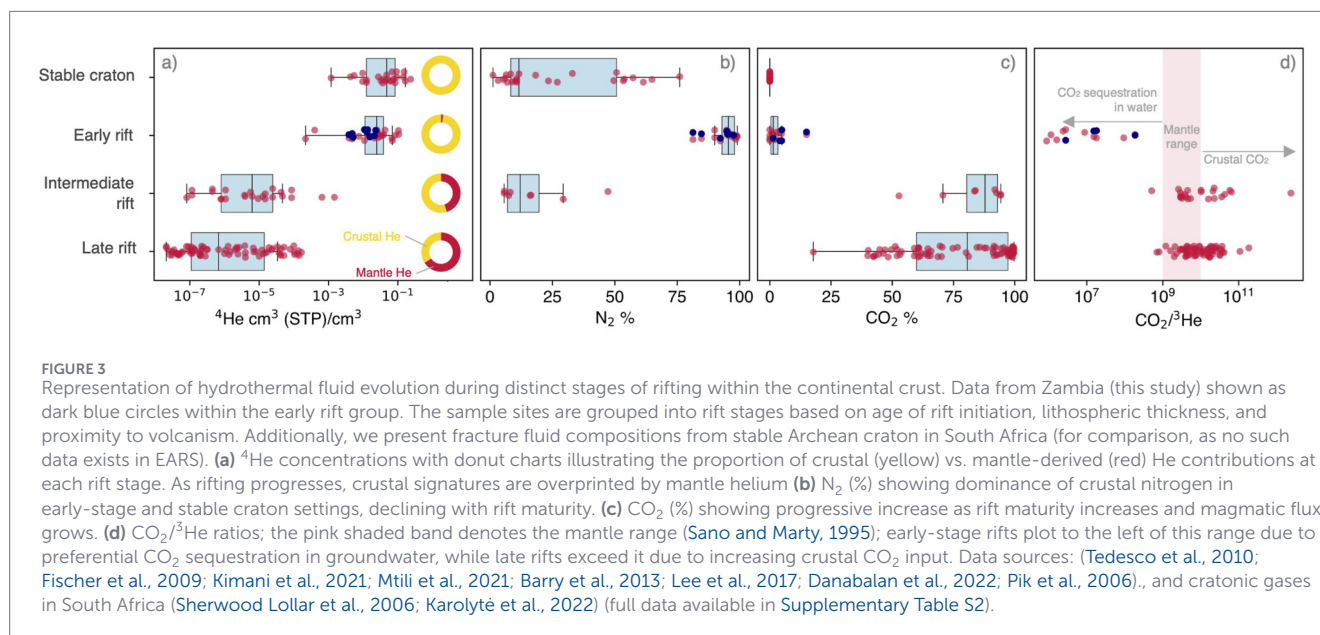 a)
b)
c)
d)
Stable craton
Early rift
Intermediate
rift
Late rift
CO₂ sequestration
in water
Mantle
range
Crustal CO₂
Crustal He
Mantle He
10⁻⁷ 10⁻⁵ 10⁻³ 10⁻¹
0 25 50 75 100
0 25 50 75 100
10⁷ 10⁹ 10¹¹
⁴He cm³ (STP)/cm³
N₂ %
CO₂ %
CO₂/³He
FIGURE 3
Representation of hydrothermal fluid evolution during distinct stages of rifting within the continental crust. Data from Zambia (this study) shown as
dark blue circles within the early rift group. The sample sites are grouped into rift stages based on age of rift initiation, lithospheric thickness, and
proximity to volcanism. Additionally, we present fracture fluid compositions from stable Archean craton in South Africa (for comparison, as no such
data exists in EARS). (a) ⁴He concentrations with donut charts illustrating the proportion of crustal (yellow) vs. mantle-derived (red) He contributions at
each rift stage. As rifting progresses, crustal signatures are overprinted by mantle helium (b) N₂ (%) showing dominance of crustal nitrogen in
early-stage and stable craton settings, declining with rift maturity. (c) CO₂ (%) showing progressive increase as rift maturity increases and magmatic flux
grows. (d) CO₂/³He ratios; the pink shaded band denotes the mantle range (Sano and Marty, 1995); early-stage rifts plot to the left of this range due to
preferential CO₂ sequestration in groundwater, while late rifts exceed it due to increasing crustal CO₂ input. Data sources: (Tedesco et al., 2010;
Fischer et al., 2009; Kimani et al., 2021; Mtili et al., 2021; Barry et al., 2013; Lee et al., 2017; Danabalan et al., 2022; Pik et al., 2006)., and cratonic gases
in South Africa (Sherwood Lollar et al., 2006; Karolytė et al., 2022) (full data available in Supplementary Table S2).